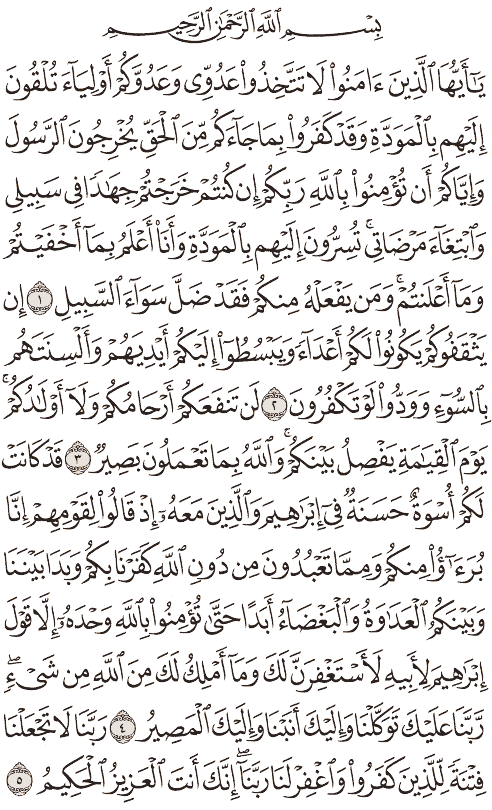 بِسْمِ اللَّهِ الرَّحْمَٰنِ الرَّحِيمِ
يَٰٓأَيُّهَا ٱلَّذِينَ ءَامَنُوا۟ لَا تَتَّخِذُوا۟ عَدُوِّى وَعَدُوَّكُمْ أَوْلِيَآءَ تُلْقُونَ
إِلَيْهِم بِٱلْمَوَدَّةِ وَقَدْ كَفَرُوا۟ بِمَا جَآءَكُم مِّنَ ٱلْحَقِّ يُخْرِجُونَ ٱلرَّسُولَ
وَإِيَّاكُمْ أَن تُؤْمِنُوا۟ بِٱللَّهِ رَبِّكُمْ إِن كُنتُمْ خَرَجْتُمْ جِهَٰدًا فِى سَبِيلِى
وَٱبْتِغَآءَ مَرْضَاتِى ۚ تُسِرُّونَ إِلَيْهِم بِٱلْمَوَدَّةِ وَأَنَا۠ أَعْلَمُ بِمَآ أَخْفَيْتُمْ
وَمَآ أَعْلَنتُمْ ۚ وَمَن يَفْعَلْهُ مِنكُمْ فَقَدْ ضَلَّ سَوَآءَ ٱلسَّبِيلِ ١ إِن
يَثْقَفُوكُمْ يَكُونُوا۟ لَكُمْ أَعْدَآءً وَيَبْسُطُوٓا۟ إِلَيْكُمْ أَيْدِيَهُمْ وَأَلْسِنَتَهُم
بِٱلسُّوٓءِ وَوَدُّوا۟ لَوْ تَكْفُرُونَ ٢ لَن تَنفَعَكُمْ أَرْحَامُكُمْ وَلَآ أَوْلَٰدُكُمْ ۚ
يَوْمَ ٱلْقِيَٰمَةِ يَفْصِلُ بَيْنَكُمْ ۚ وَٱللَّهُ بِمَا تَعْمَلُونَ بَصِيرٌ ٣ قَدْ كَانَتْ
لَكُمْ أُسْوَةٌ حَسَنَةٌ فِىٓ إِبْرَٰهِيمَ وَٱلَّذِينَ مَعَهُۥٓ إِذْ قَالُوا۟ لِقَوْمِهِمْ إِنَّا
بُرَءَٰٓؤُا۟ مِنكُمْ وَمِمَّا تَعْبُدُونَ مِن دُونِ ٱللَّهِ كَفَرْنَا بِكُمْ وَبَدَا بَيْنَنَا
وَبَيْنَكُمُ ٱلْعَدَٰوَةُ وَٱلْبَغْضَآءُ أَبَدًا حَتَّىٰ تُؤْمِنُوا۟ بِٱللَّهِ وَحْدَهُۥٓ إِلَّا قَوْلَ
إِبْرَٰهِيمَ لِأَبِيهِ لَأَسْتَغْفِرَنَّ لَكَ وَمَآ أَمْلِكُ لَكَ مِنَ ٱللَّهِ مِن شَىْءٍ ۖ
رَّبَّنَا عَلَيْكَ تَوَكَّلْنَا وَإِلَيْكَ أَنَبْنَا وَإِلَيْكَ ٱلْمَصِيرُ ٤ رَبَّنَا لَا تَجْعَلْنَا
فِتْنَةً لِّلَّذِينَ كَفَرُوا۟ وَٱغْفِرْ لَنَا رَبَّنَآ ۖ إِنَّكَ أَنتَ ٱلْعَزِيزُ ٱلْحَكِيمُ ٥